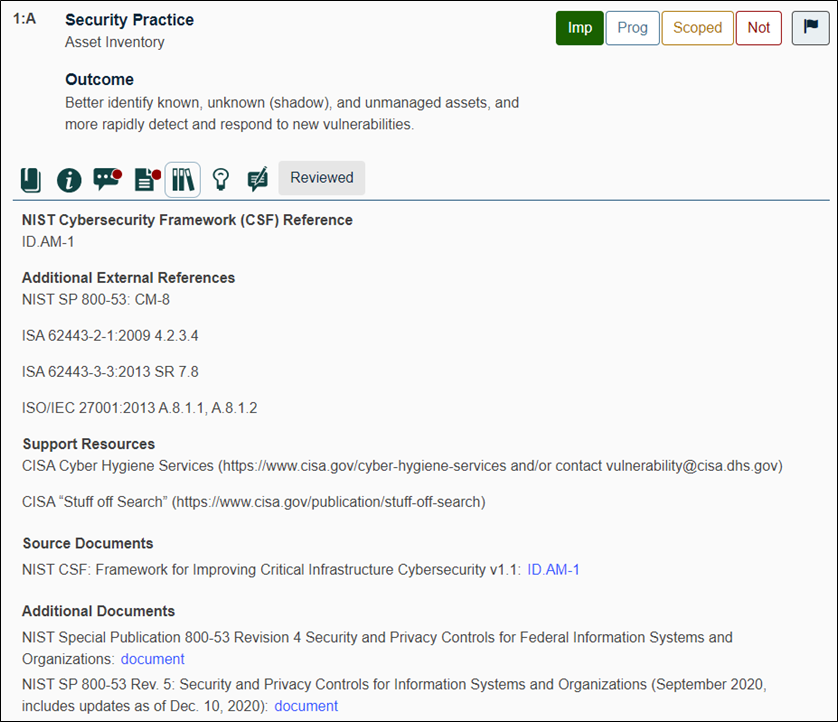 1:A Security Practice Imp Prog Scoped Not
Asset Inventory
Outcome
Better identify known, unknown (shadow), and unmanaged assets, and
more rapidly detect and respond to new vulnerabilities.
Reviewed
NIST Cybersecurity Framework (CSF) Reference
ID.AM-1
Additional External References
NIST SP 800-53: CM-8
ISA 62443-2-1:2009 4.2.3.4
ISA 62443-3-3:2013 SR 7.8
ISO/IEC 27001:2013 A.8.1.1, A.8.1.2
Support Resources
CISA Cyber Hygiene Services (https://www.cisa.gov/cyber-hygiene-services and/or contact vulnerability@cisa.dhs.gov)
CISA “Stuff off Search” (https://www.cisa.gov/publication/stuff-off-search)
Source Documents
NIST CSF: Framework for Improving Critical Infrastructure Cybersecurity v1.1: ID.AM-1
Additional Documents
NIST Special Publication 800-53 Revision 4 Security and Privacy Controls for Federal Information Systems and
Organizations: document
NIST SP 800-53 Rev. 5: Security and Privacy Controls for Information Systems and Organizations (September 2020,
includes updates as of Dec. 10, 2020): document